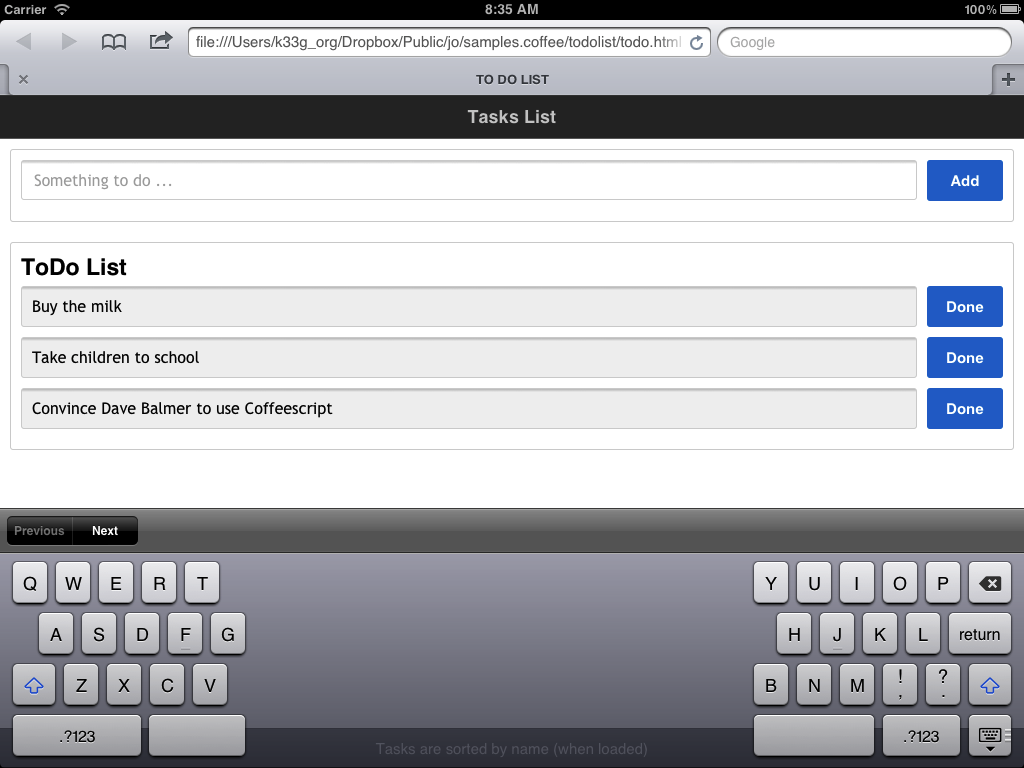 Carrier 8:35 AM 100%
file:///Users/k33g_org/Dropbox/Public/jo/samples.coffee/todolist/todo.html Google
TO DO LIST
Tasks List
Something to do ... Add
ToDo List
Buy the milk Done
Take children to school Done
Convince Dave Balmer to use Coffeescript Done
Previous Next
Q W E R T Y U I O P
A S D F G H J K L return
Z X C V B N M ! , ? .
.?123 .?123
Tasks are sorted by name (when loaded)